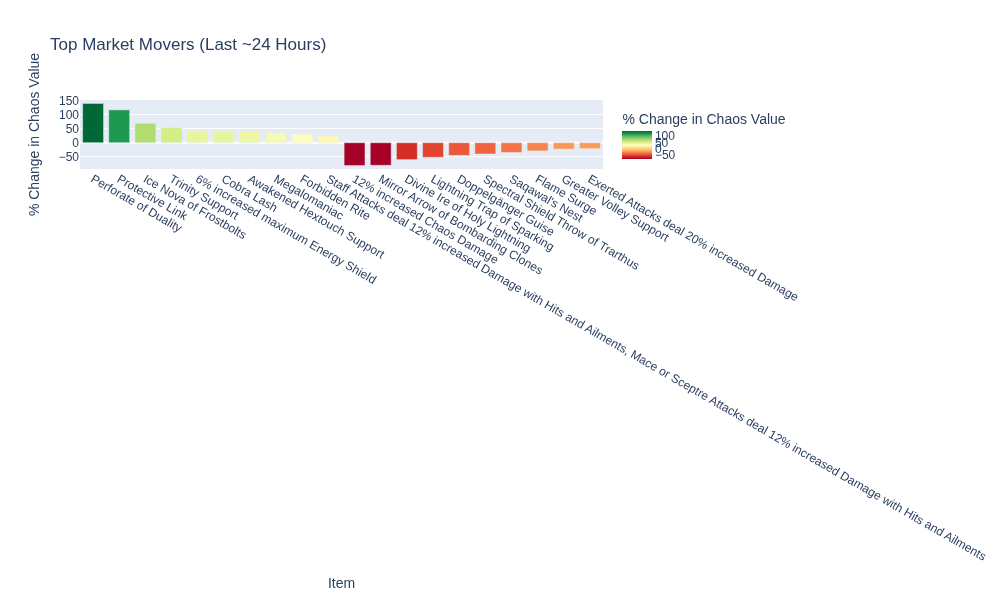 Top Market Movers (Last ~24 Hours)
% Change in Chaos Value
150
100
50
0
−50
Perforate of Duality
Protective Link
Ice Nova of Frostbolts
Trinity Support
6% increased maximum Energy Shield
Cobra Lash
Awakened Hextouch Support
Megalomaniac
Forbidden Rite
Staff Attacks deal 12% increased Damage with Hits and Ailments, Mace or Sceptre Attacks deal 12% increased Damage with Hits and Ailments
12% increased Chaos Damage
Mirror Arrow of Bombarding Clones
Divine Ire of Holy Lightning
Lightning Trap of Sparking
Doppelgänger Guise
Spectral Shield Throw of Trarthus
Saqawal's Nest
Flame Surge
Greater Volley Support
Exerted Attacks deal 20% increased Damage
Item
% Change in Chaos Value
100
50
0
−50